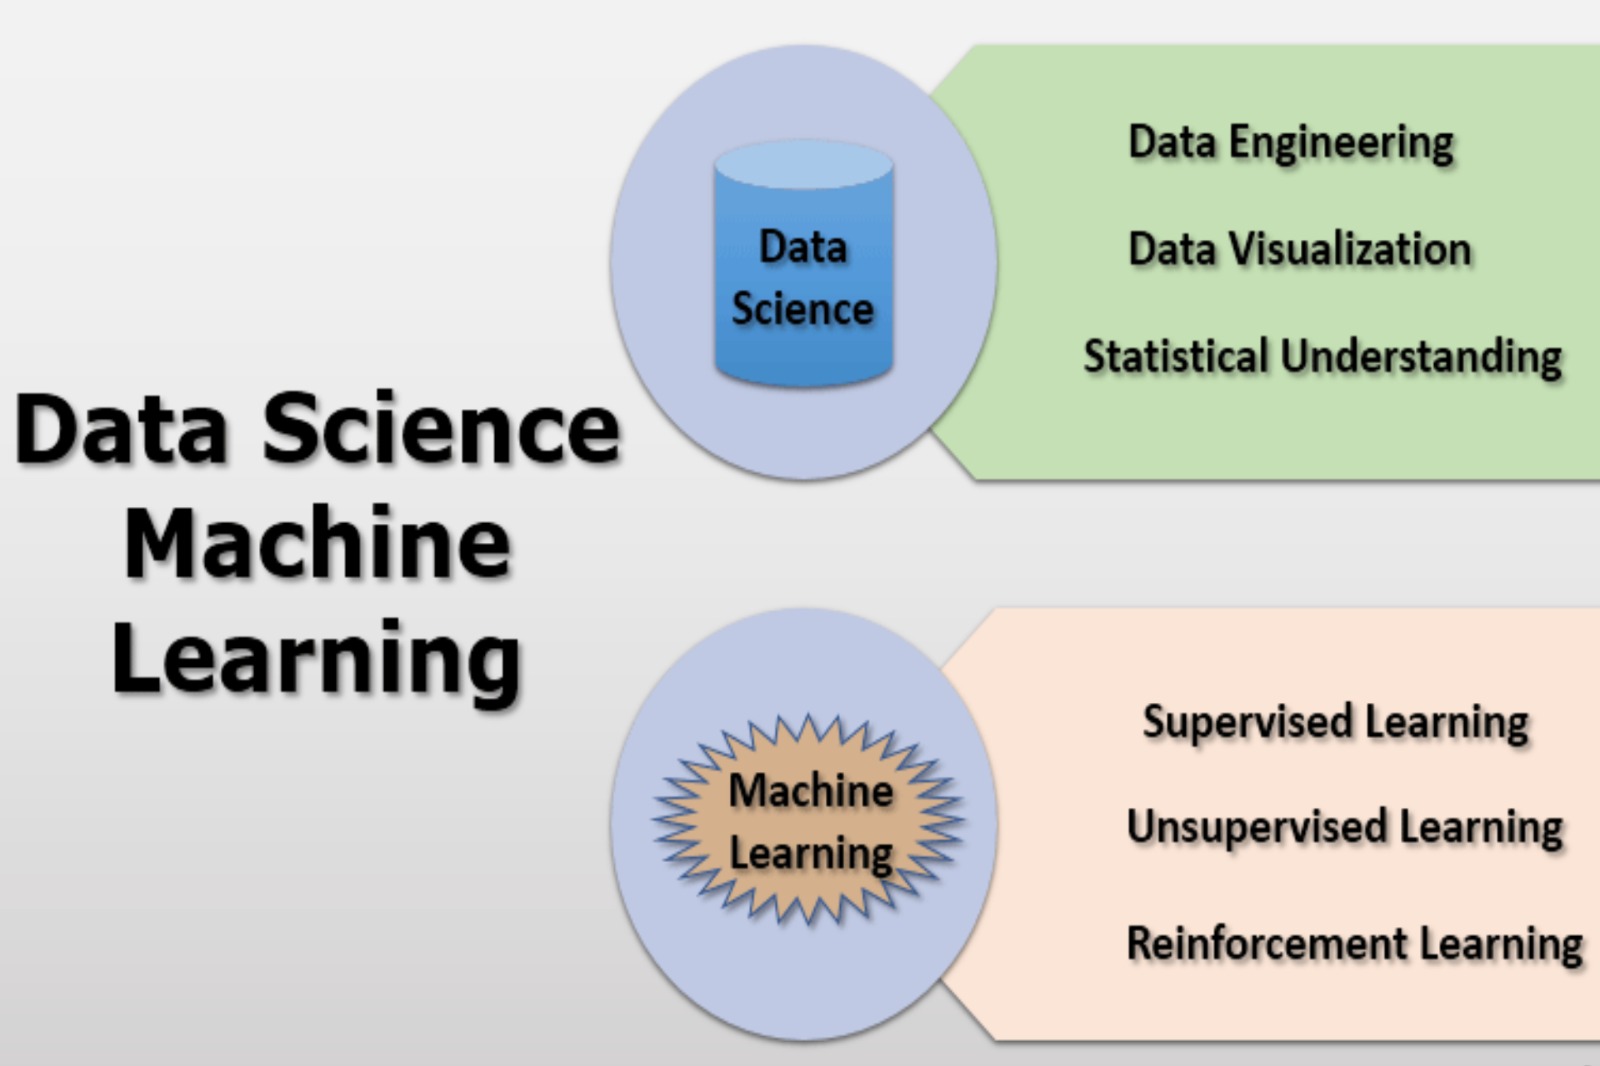 Data Science
Machine
Learning
Data
Science
Data Engineering
Data Visualization
Statistical Understanding
Machine
Learning
Supervised Learning
Unsupervised Learning
Reinforcement Learning